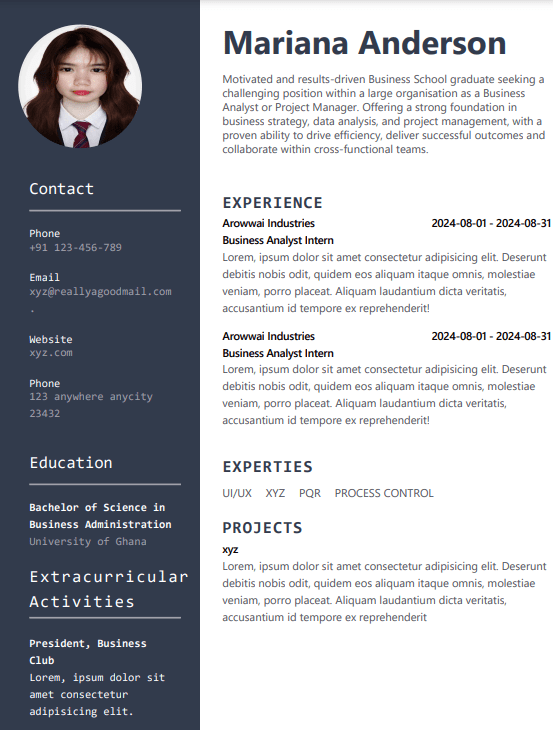 Mariana Anderson
Motivated and results-driven Business School graduate seeking a
challenging position within a large organisation as a Business
Analyst or Project Manager. Offering a strong foundation in
business strategy, data analysis, and project management, with a
proven ability to drive efficiency, deliver successful outcomes and
collaborate within cross-functional teams.
Contact
Phone
+91 123-456-789
Email
xyz@reallyagoodmail.com
.
Website
xyz.com
Phone
123 anywhere anycity
23432
Education
Bachelor of Science in
Business Administration
University of Ghana
Extracurricular
Activities
President, Business
Club
Lorem, ipsum dolor sit
amet consectetur
adipisicing elit.
EXPERIENCE
Arowwai Industries 2024-08-01 - 2024-08-31
Business Analyst Intern
Lorem, ipsum dolor sit amet consectetur adipisicing elit. Deserunt
debitis nobis odit, quidem eos aliquam itaque omnis, molestiae
veniam, porro placeat. Aliquam laudantium dicta veritatis,
accusantium id tempore ex reprehenderit!
Arowwai Industries 2024-08-01 - 2024-08-31
Business Analyst Intern
Lorem, ipsum dolor sit amet consectetur adipisicing elit. Deserunt
debitis nobis odit, quidem eos aliquam itaque omnis, molestiae
veniam, porro placeat. Aliquam laudantium dicta veritatis,
accusantium id tempore ex reprehenderit!
EXPERTIES
UI/UX XYZ PQR PROCESS CONTROL
PROJECTS
xyz
Lorem, ipsum dolor sit amet consectetur adipisicing elit. Deserunt
debitis nobis odit, quidem eos aliquam itaque omnis, molestiae
veniam, porro placeat. Aliquam laudantium dicta veritatis,
accusantium id tempore ex reprehenderit